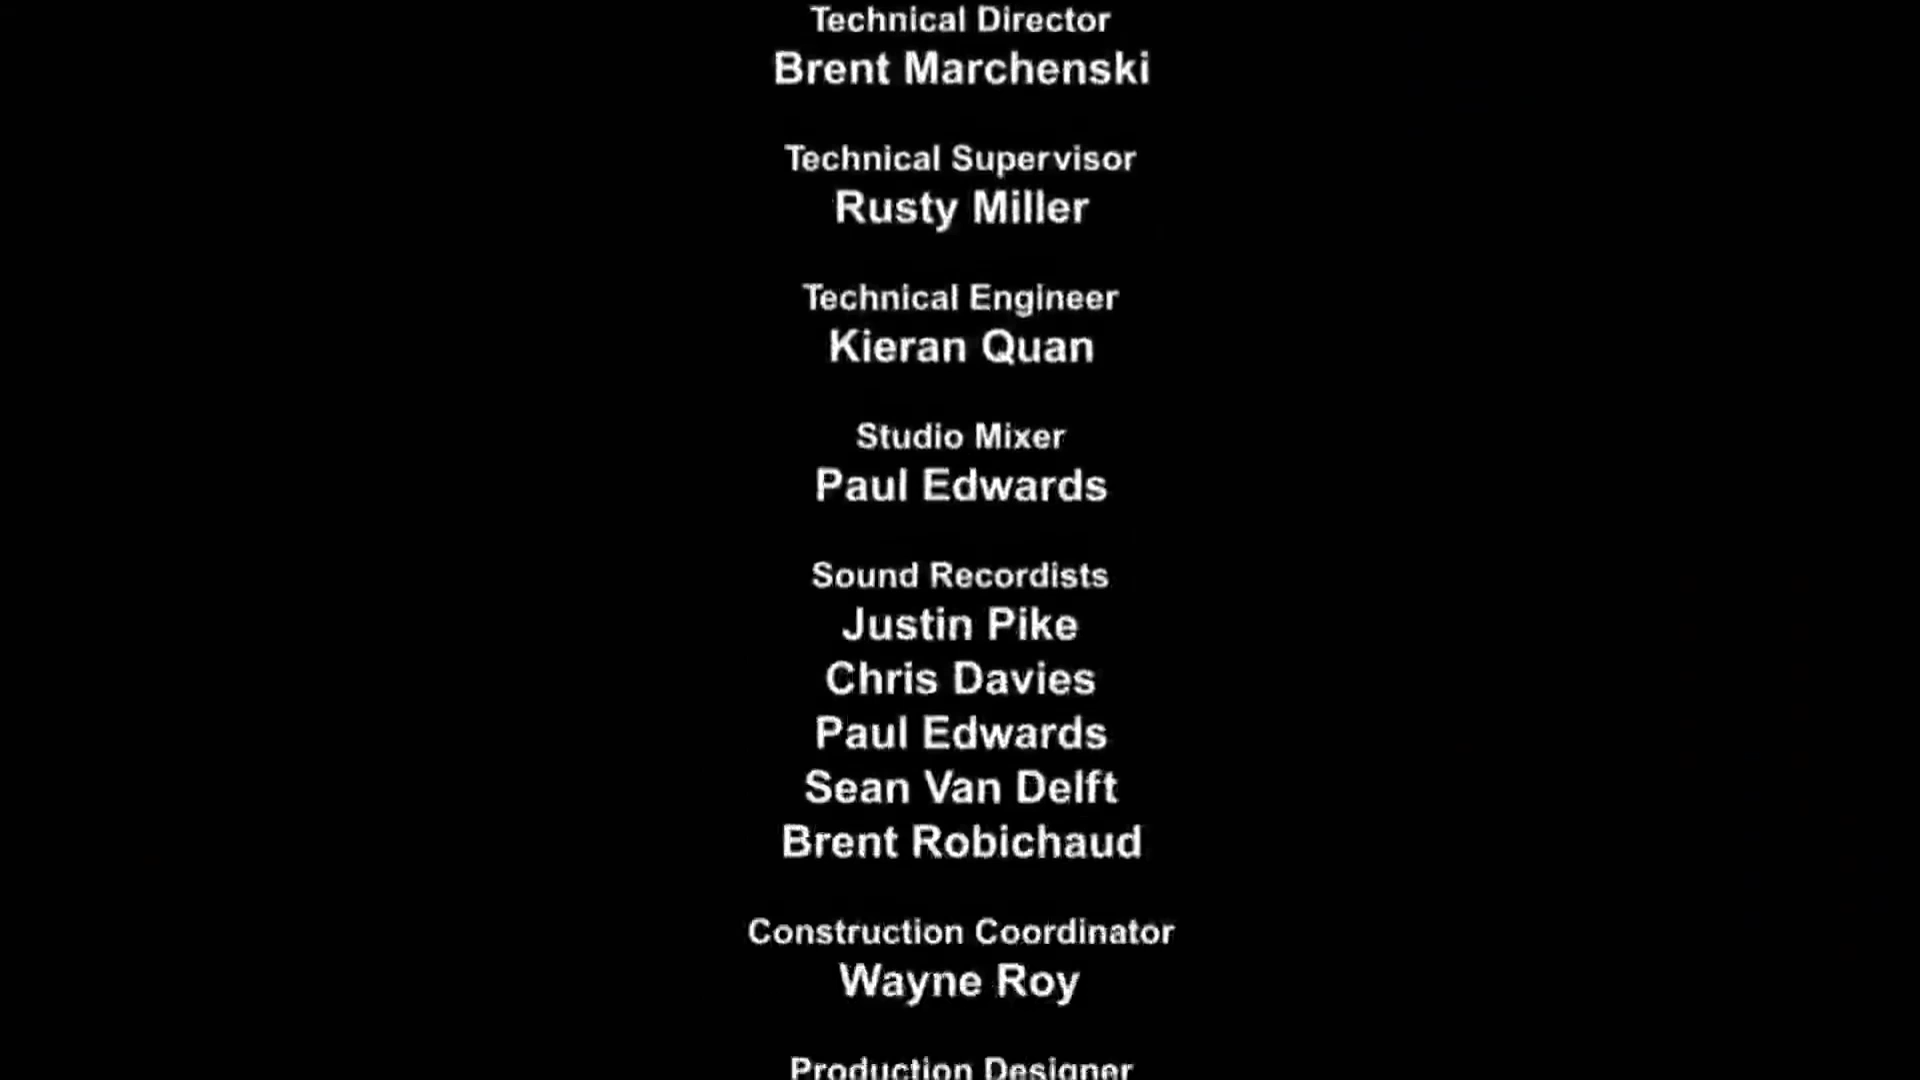 Technical Director
Brent Marchenski
Technical Supervisor
Rusty Miller
Technical Engineer
Kieran Quan
Studio Mixer
Paul Edwards
Sound Recordists
Justin Pike
Chris Davies
Paul Edwards
Sean Van Delft
Brent Robichaud
Construction Coordinator
Wayne Roy
Production Designer